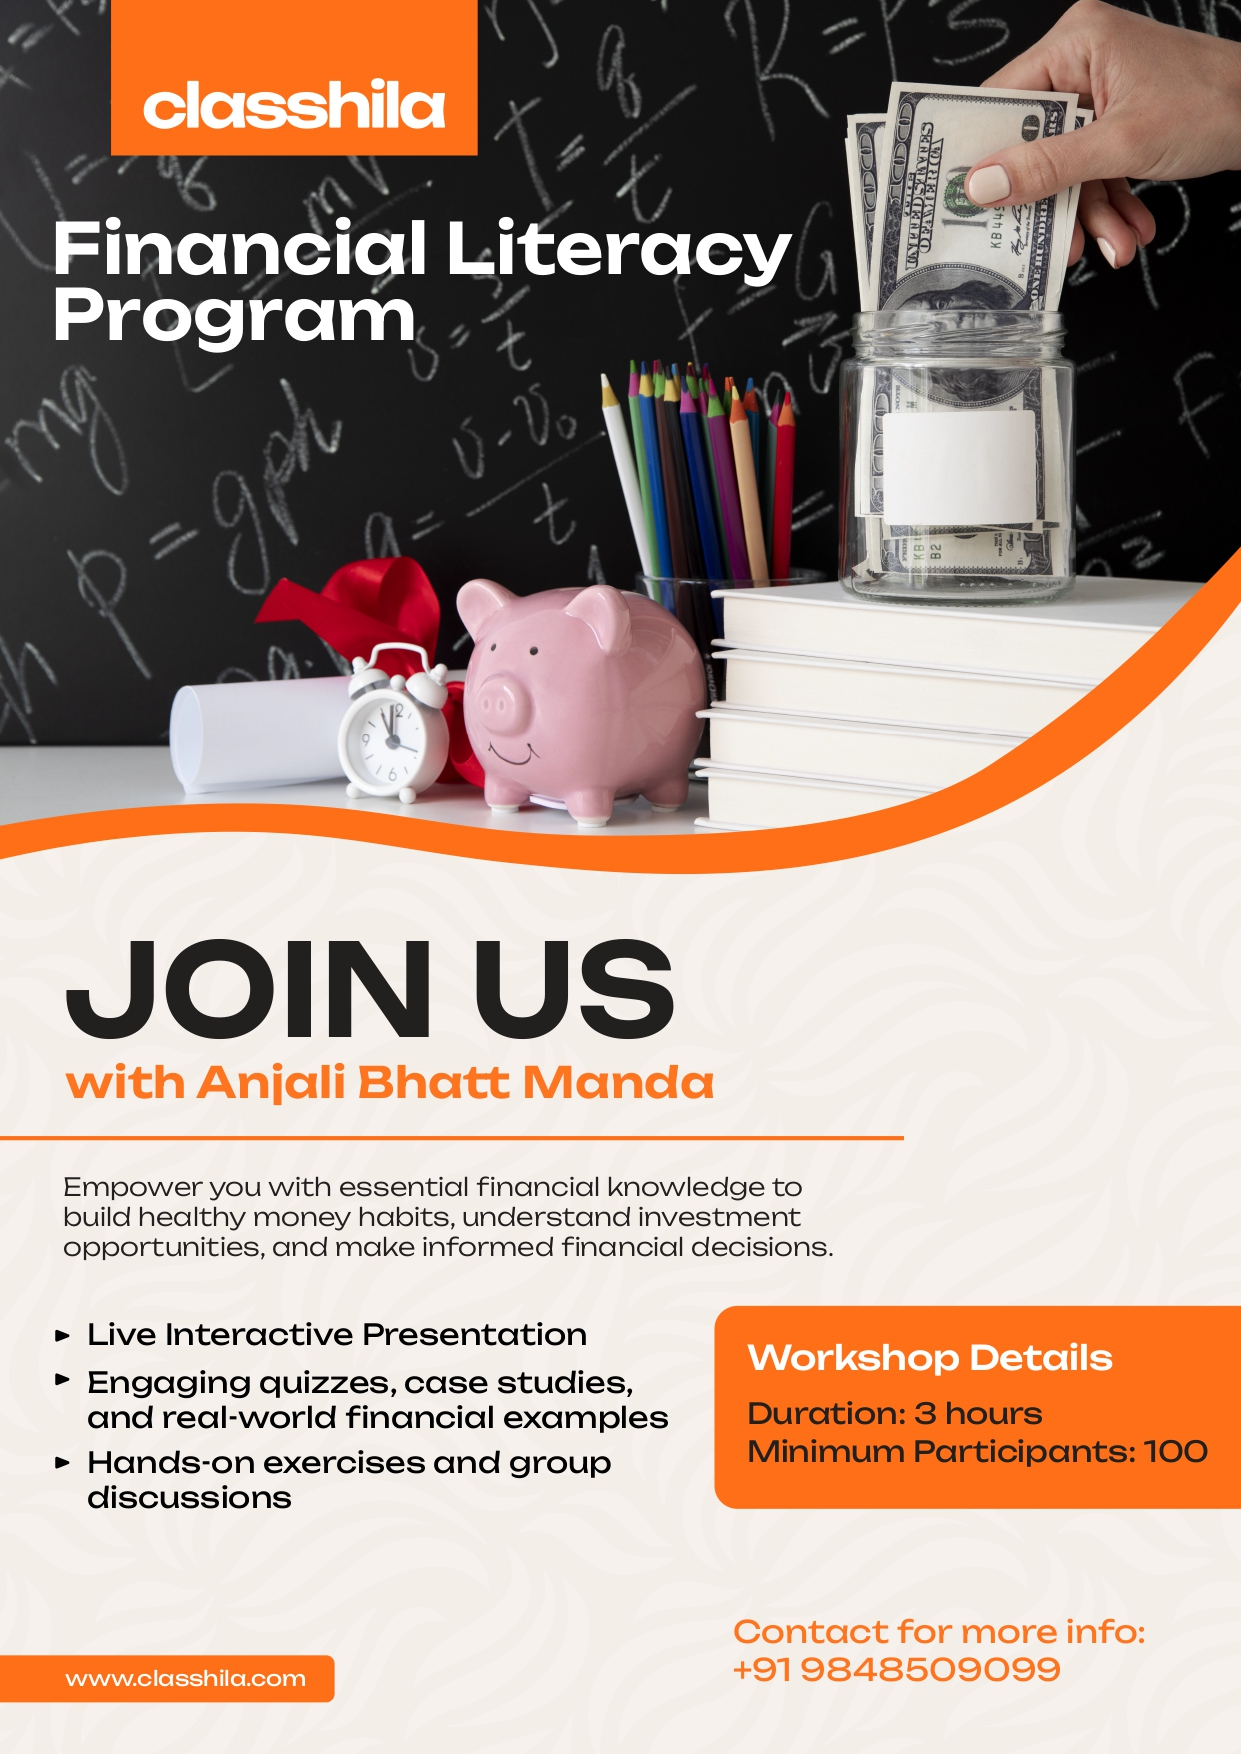 classhila
Financial Literacy
Program
JOIN US
with Anjali Bhatt Manda
Empower you with essential financial knowledge to
build healthy money habits, understand investment
opportunities, and make informed financial decisions.
Live Interactive Presentation
Engaging quizzes, case studies,
and real-world financial examples
Hands-on exercises and group
discussions
Workshop Details
Duration: 3 hours
Minimum Participants: 100
Contact for more info:
+91 9848509099
www.classhila.com